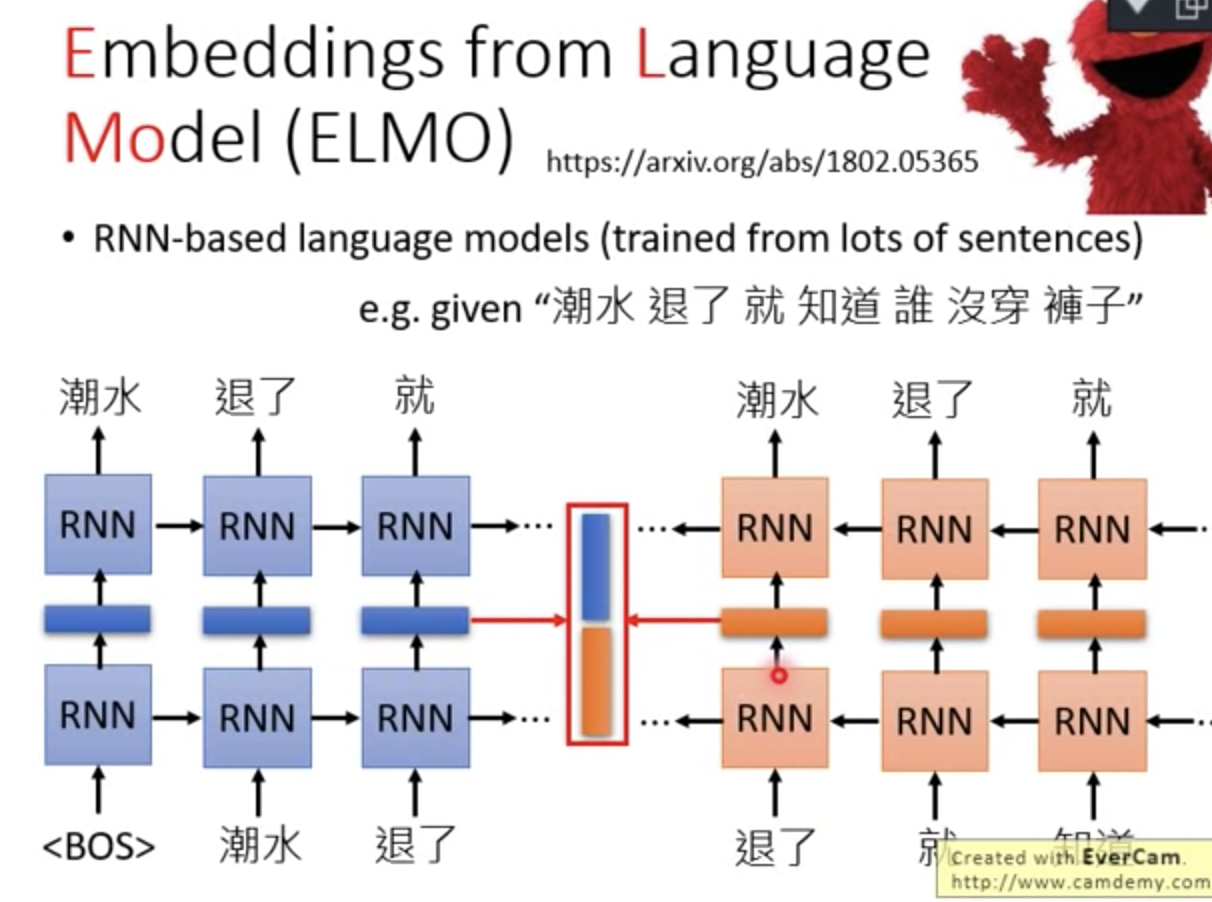 Embeddings from Language
Model (ELMO)
https://arxiv.org/abs/1802.05365
• RNN-based language models (trained from lots of sentences)
e.g. given “潮水 退了 就 知道 誰 沒穿 褲子”
潮水 退了 就 潮水 退了 就
RNN RNN RNN ... ... RNN RNN RNN
RNN RNN RNN ... ... RNN RNN RNN
<BOS> 潮水 退了 退了 就 知道
Created with EverCam.
http://www.camdemy.com